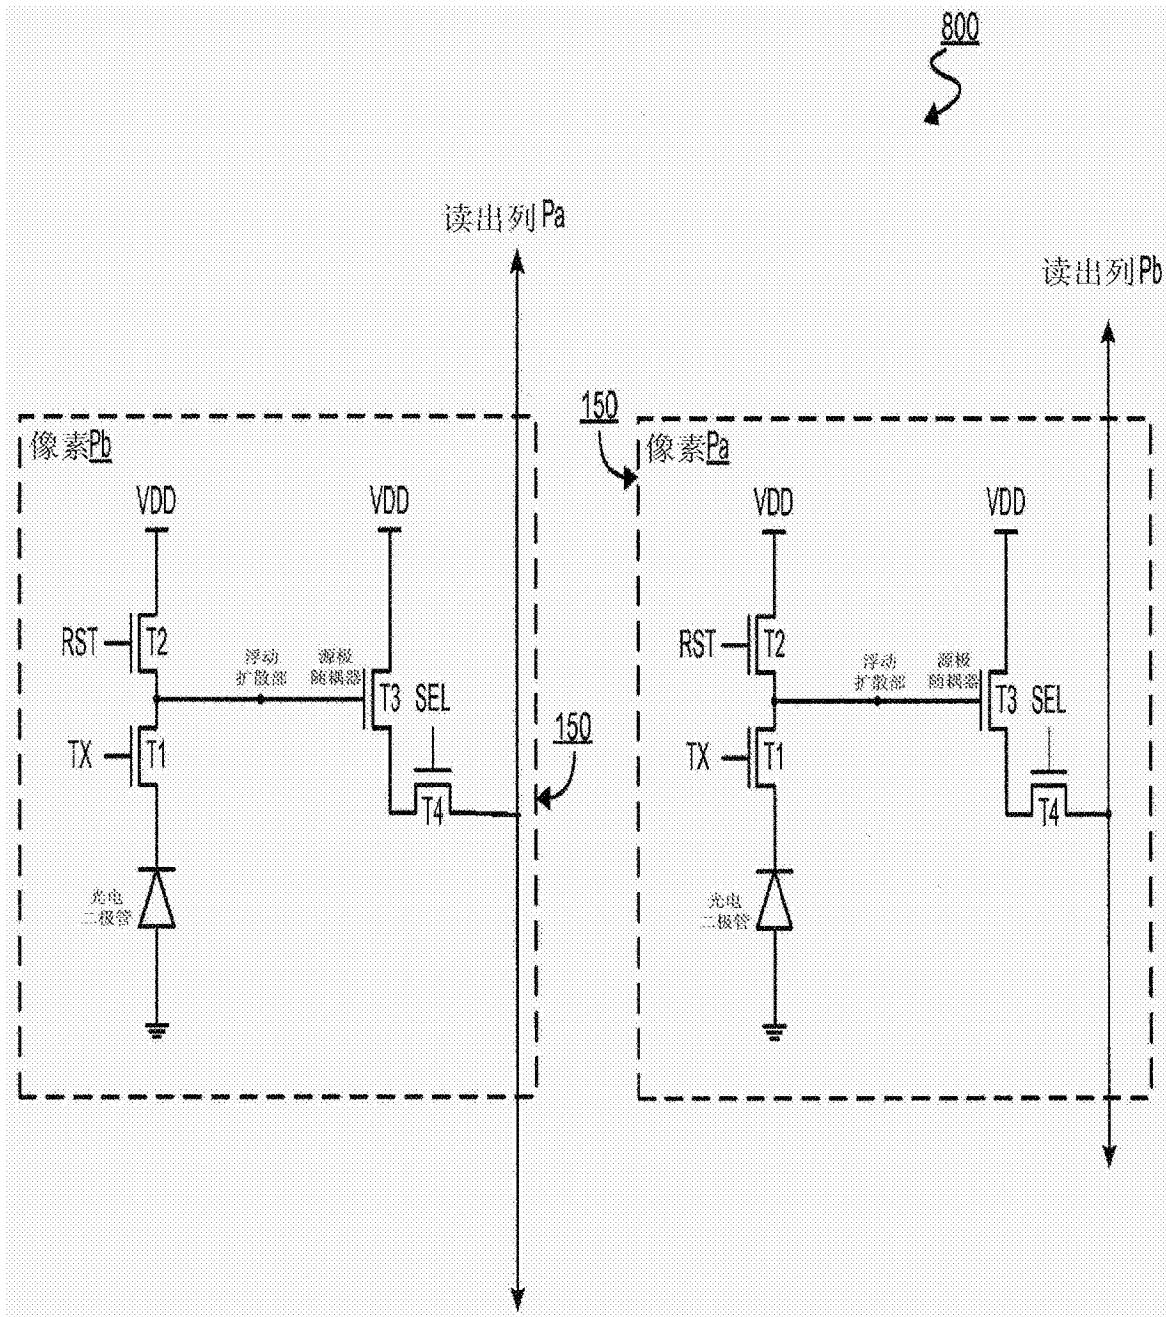 800
读出列Pa
读出列Pb
像素Pb
VDD
VDD
RST
T2
浮动
扩散部
源极
随耦器
T3
SEL
TX
T1
T4
光电
二极管
150
150
像素Pa
VDD
VDD
RST
T2
浮动
扩散部
源极
随耦器
T3
SEL
TX
T1
T4
光电
二极管